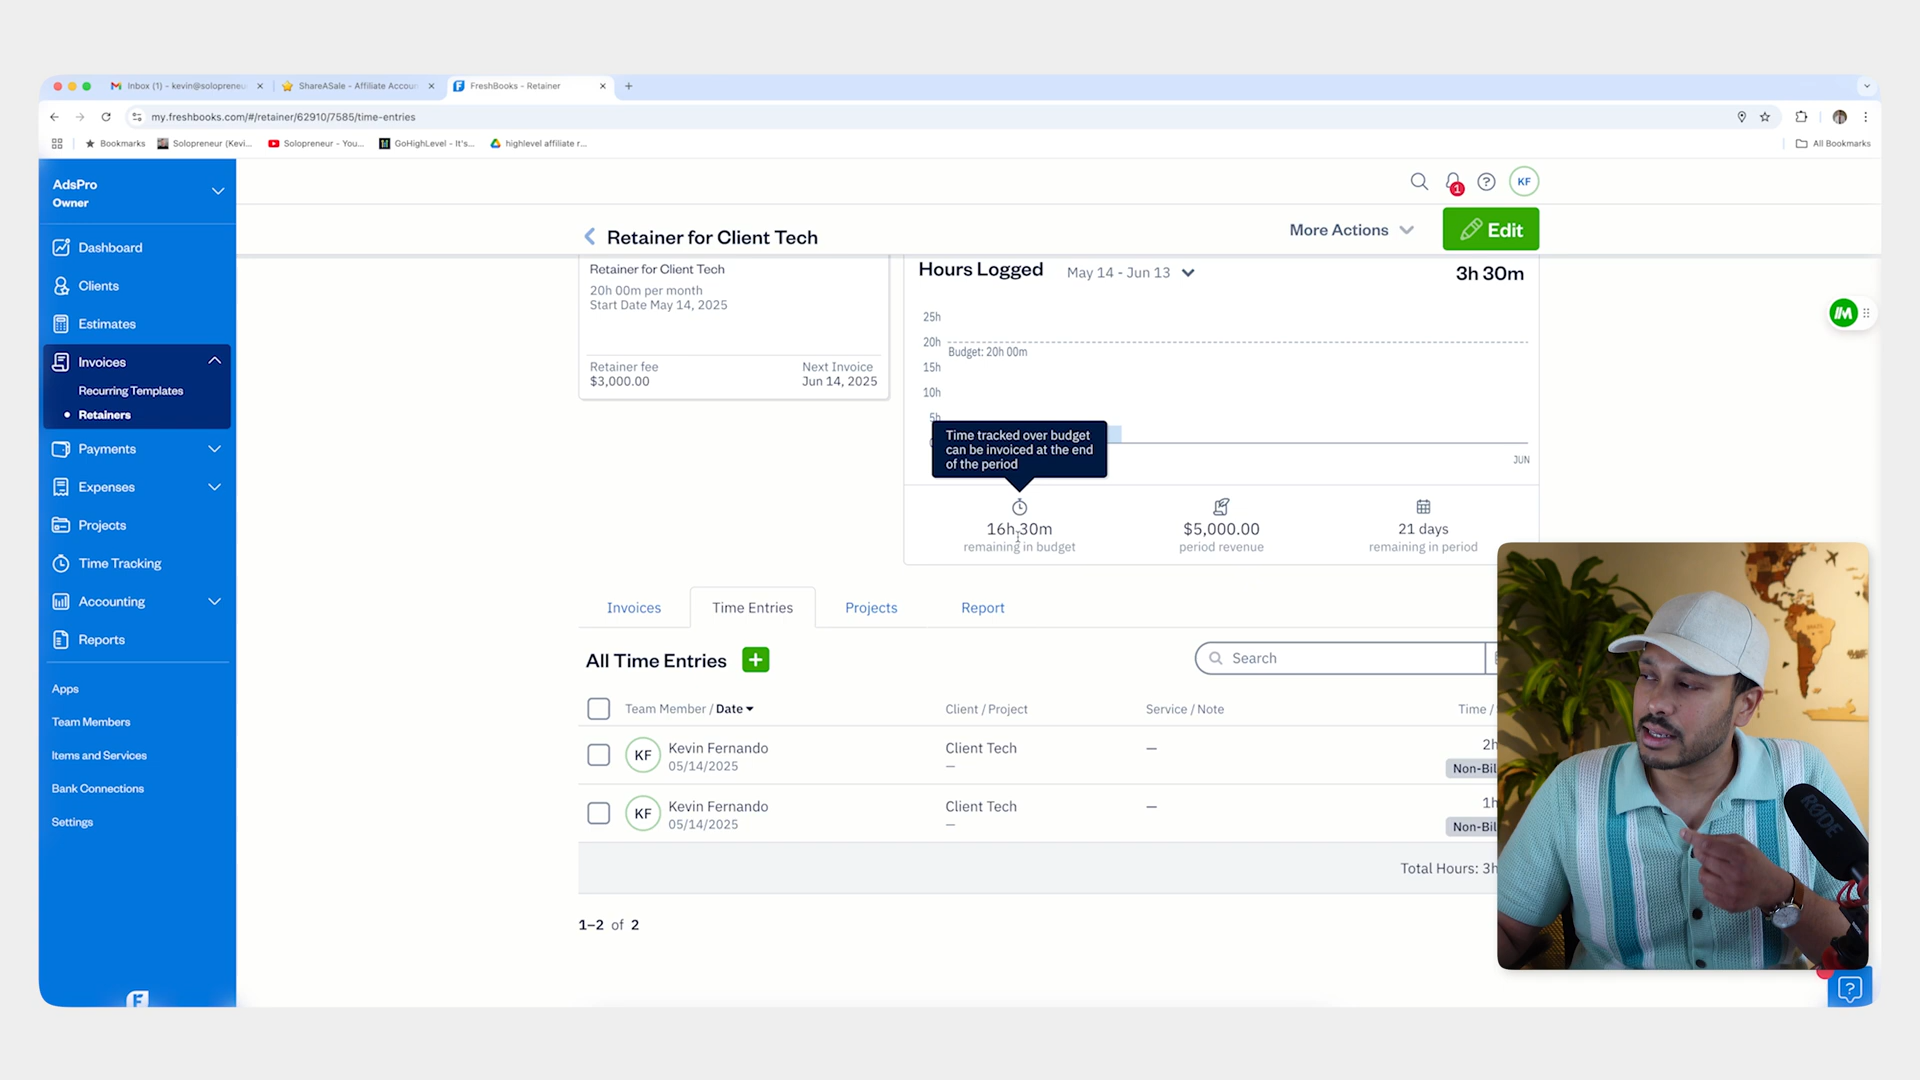 Inbox (1) - kevin@solopreneu
ShareASale - Affiliate Accoun
FreshBooks - Retainer
my.freshbooks.com/#/retainer/62910/7585/time-entries
Bookmarks
Solopreneur (Kevi...
Solopreneur - You...
GoHighLevel - It's...
highlevel affiliate r...
All Bookmarks
AdsPro
Owner
Dashboard
Clients
Estimates
Invoices
Recurring Templates
Retainers
Payments
Expenses
Projects
Time Tracking
Accounting
Reports
Apps
Team Members
Items and Services
Bank Connections
Settings
1
KF
Retainer for Client Tech
More Actions
Edit
Retainer for Client Tech
20h 00m per month
Start Date May 14, 2025
Retainer fee
$3,000.00
Next Invoice
Jun 14, 2025
Hours Logged
May 14 - Jun 13
3h 30m
25h
20h
Budget: 20h 00m
15h
10h
5h
JUN
Time tracked over budget
can be invoiced at the end
of the period
16h 30m
remaining in budget
$5,000.00
period revenue
21 days
remaining in period
Invoices
Time Entries
Projects
Report
All Time Entries
Search
Team Member / Date
Client / Project
Service / Note
Time /
KF
Kevin Fernando
05/14/2025
Client Tech
—
—
2h
Non-Bil
KF
Kevin Fernando
05/14/2025
Client Tech
—
—
1h
Non-Bil
Total Hours: 3h
1–2 of 2
RØDE